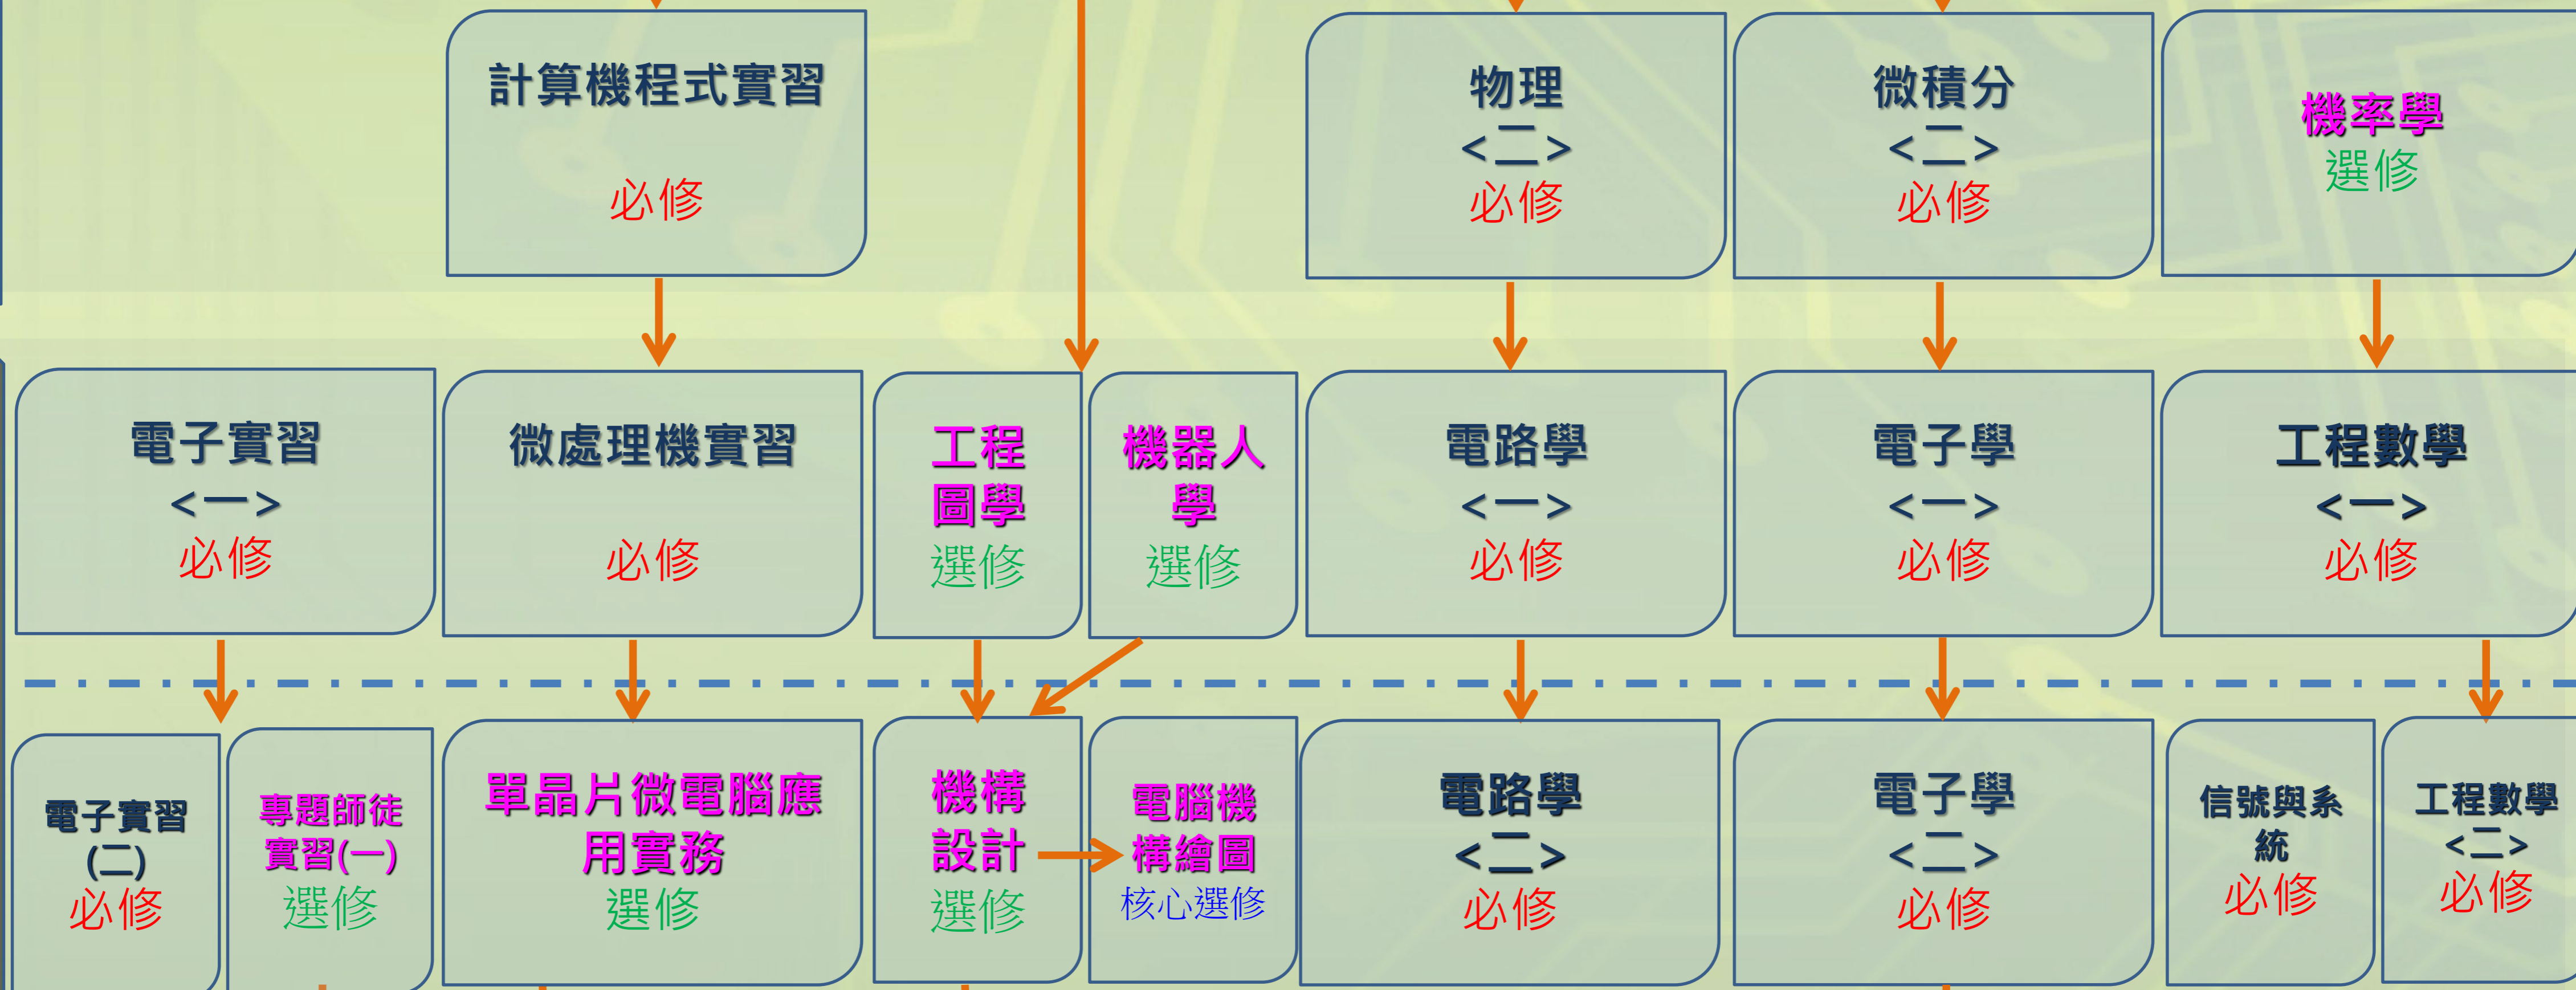 計算機程式實習
必修
物理
<二>
必修
微積分
<二>
必修
機率學
選修
電子實習
<一>
必修
微處理機實習
必修
工程
圖學
選修
機器人
學
選修
電路學
<一>
必修
電子學
<一>
必修
工程數學
<一>
必修
電子實習
(二)
必修
專題師徒
實習(一)
選修
單晶片微電腦應
用實務
選修
機構
設計
選修
電腦機
構繪圖
核心選修
電路學
<二>
必修
電子學
<二>
必修
信號與系
統
必修
工程數學
<二>
必修